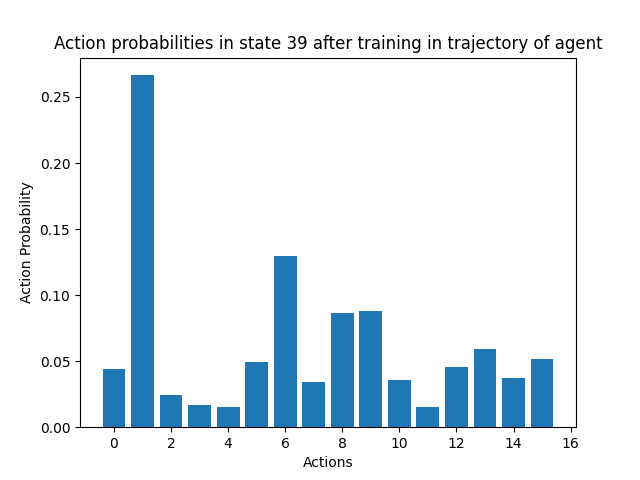 Action probabilities in state 39 after training in trajectory of agent
0.25
0.20
0.15
0.10
0.05
0.00
Action Probability
0 2 4 6 8 10 12 14 16
Actions